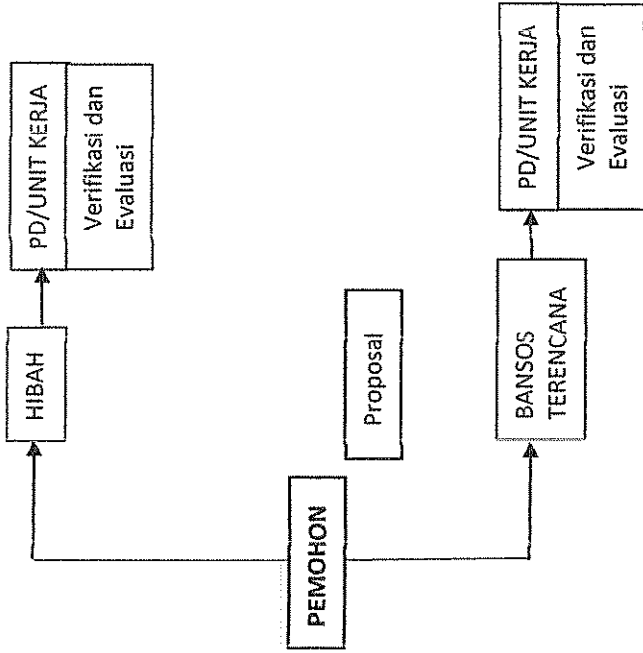 PEMOHON
Proposal
HIBAH
PD/UNIT KERJA
Verifikasi dan
Evaluasi
BANSOS
TERENCANA
PD/UNIT KERJA
Verifikasi dan
Evaluasi